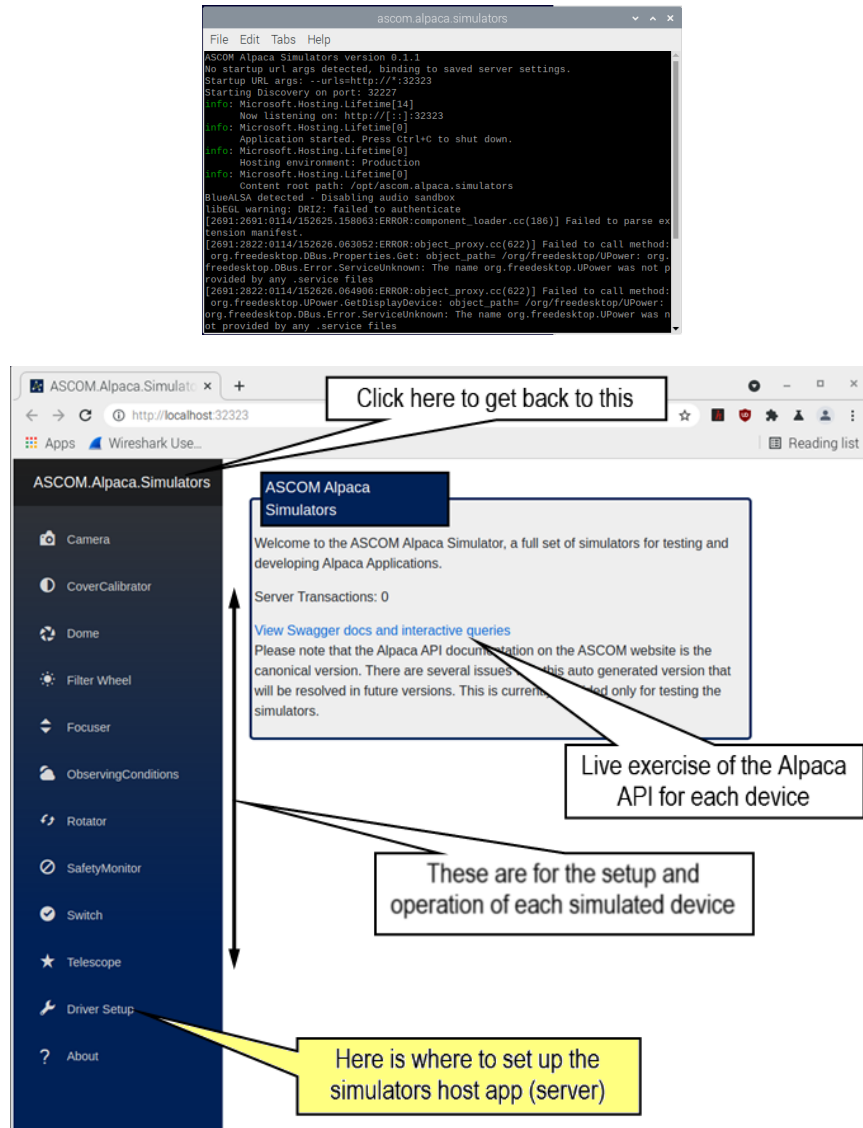 ascom.alpaca.simulators
File Edit Tabs Help
ASCOM Alpaca Simulators version 0.1.1
No startup url args detected, binding to saved server settings.
Startup URL args: --urls=http://*:32323
Starting Discovery on port: 32227
info: Microsoft.Hosting.Lifetime[14]
Now listening on: http://[::]:32323
info: Microsoft.Hosting.Lifetime[0]
Application started. Press Ctrl+C to shut down.
info: Microsoft.Hosting.Lifetime[0]
Hosting environment: Production
info: Microsoft.Hosting.Lifetime[0]
Content root path: /opt/ascom.alpaca.simulators
BlueALSA detected - Disabling audio sandbox
libEGL warning: DRI2: failed to authenticate
[2691:2691:0114/152625.158063:ERROR:component_loader.cc(186)] Failed to parse ex
tension manifest.
[2691:2822:0114/152626.063052:ERROR:object_proxy.cc(622)] Failed to call method:
org.freedesktop.DBus.Properties.Get: object_path= /org/freedesktop/UPower: org.
freedesktop.DBus.Error.ServiceUnknown: The name org.freedesktop.UPower was not p
rovided by any .service files
[2691:2822:0114/152626.064906:ERROR:object_proxy.cc(622)] Failed to call method:
org.freedesktop.UPower.GetDisplayDevice: object_path= /org/freedesktop/UPower:
org.freedesktop.DBus.Error.ServiceUnknown: The name org.freedesktop.UPower was n
ot provided by any .service files
ASCOM.Alpaca.Simulato
Click here to get back to this
http://localhost:32323
Apps Wireshark Use... Reading list
ASCOM.Alpaca.Simulators
Camera
CoverCalibrator
Dome
Filter Wheel
Focuser
ObservingConditions
Rotator
SafetyMonitor
Switch
Telescope
Driver Setup
About
ASCOM Alpaca
Simulators
Welcome to the ASCOM Alpaca Simulator, a full set of simulators for testing and
developing Alpaca Applications.
Server Transactions: 0
View Swagger docs and interactive queries
Please note that the Alpaca API documentation on the ASCOM website is the
canonical version. There are several issues this auto generated version that
will be resolved in future versions. This is currently only for testing the
simulators.
Live exercise of the Alpaca
API for each device
These are for the setup and
operation of each simulated device
Here is where to set up the
simulators host app (server)